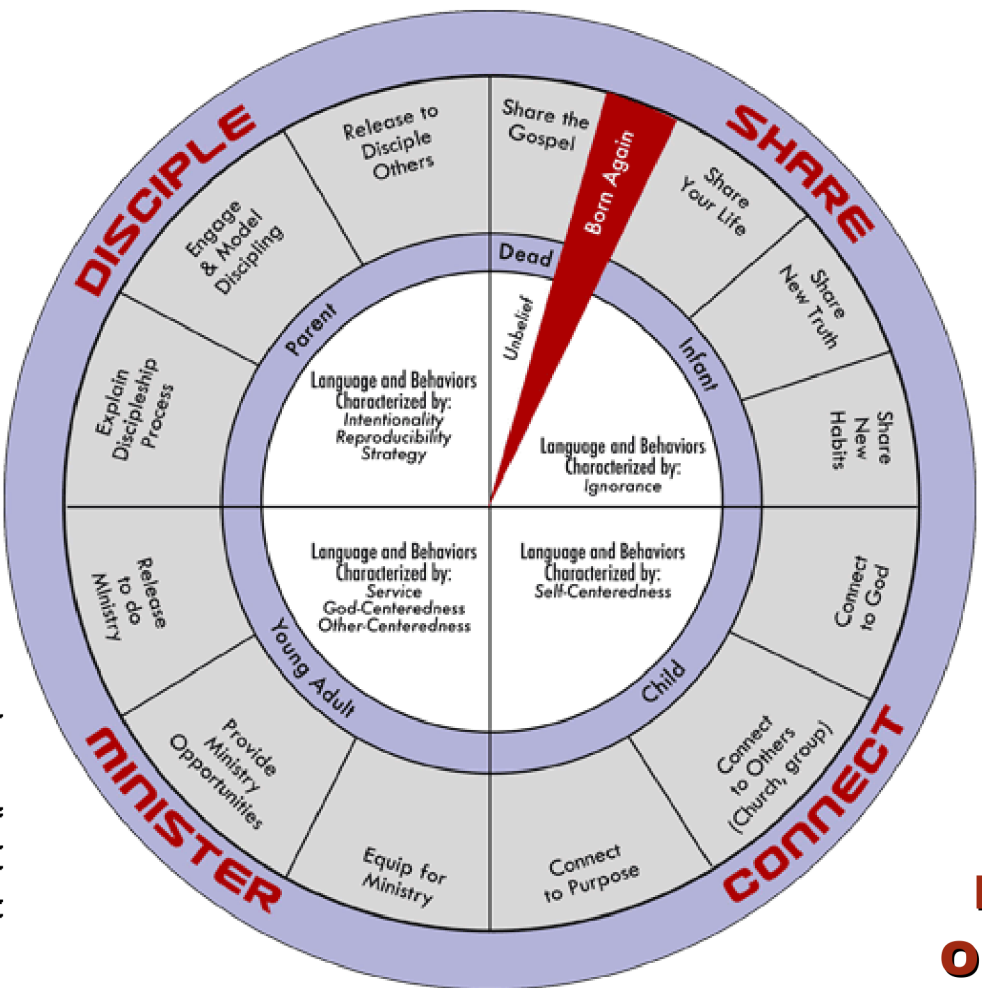 DISCIPLE
SHARE
MINISTER
CONNECT
Share the
Gospel
Born Again
Share
Your Life
Share
New Truth
Share
New
Habits
Connect
to God
Connect
to Others
(Church, group)
Connect
to Purpose
Equip for
Ministry
Provide
Ministry
Opportunities
Release
to do
Ministry
Explain
Discipleship
Process
Engage
& Model
Discipling
Release to
Disciple
Others
Dead
Infant
Child
Young Adult
Parent
Unbelief
Language and Behaviors
Characterized by:
Ignorance
Language and Behaviors
Characterized by:
Self-Centeredness
Language and Behaviors
Characterized by:
Service
God-Centeredness
Other-Centeredness
Language and Behaviors
Characterized by:
Intentionality
Reproducibility
Strategy